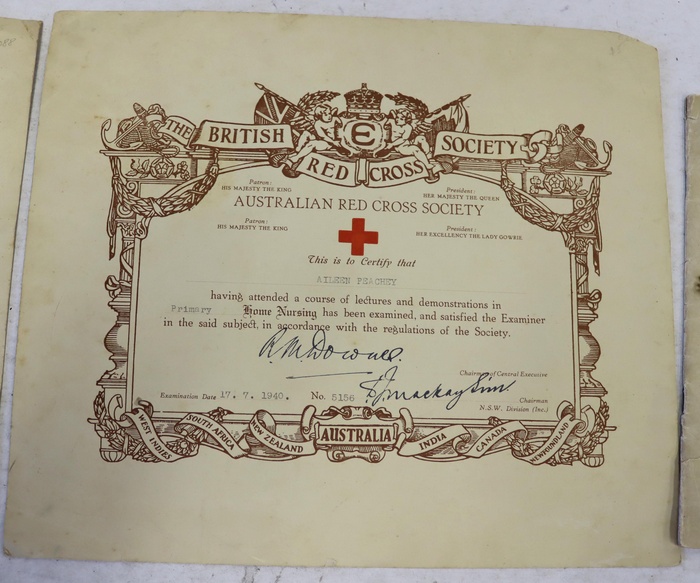 THE BRITISH RED CROSS SOCIETY
E
Patron:
HIS MAJESTY THE KING
President:
HER MAJESTY THE QUEEN
AUSTRALIAN RED CROSS SOCIETY
Patron:
HIS MAJESTY THE KING
President:
HER EXCELLENCY THE LADY GOWRIE.
This is to Certify that
AILEEN PEACHEY
having attended a course of lectures and demonstrations in
Primary Home Nursing has been examined, and satisfied the Examiner
in the said subject, in accordance with the regulations of the Society.
R.M. Downes.
Chairman of Central Executive
Examination Date 17. 7. 1940. No. 5156
Mackay Sim
Chairman
N.S.W. Division (Inc.)
WEST INDIES SOUTH AFRICA NEW ZEALAND AUSTRALIA INDIA CANADA NEWFOUNDLAND